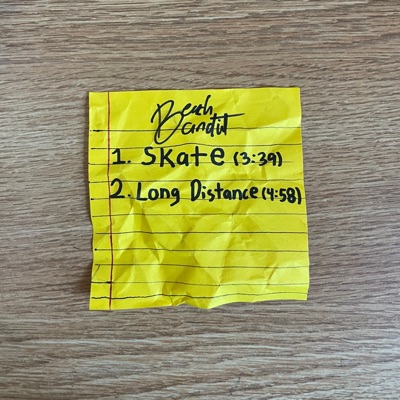 Beach
Bandit
1. Skate (3:39)
2. Long Distance (4:58)